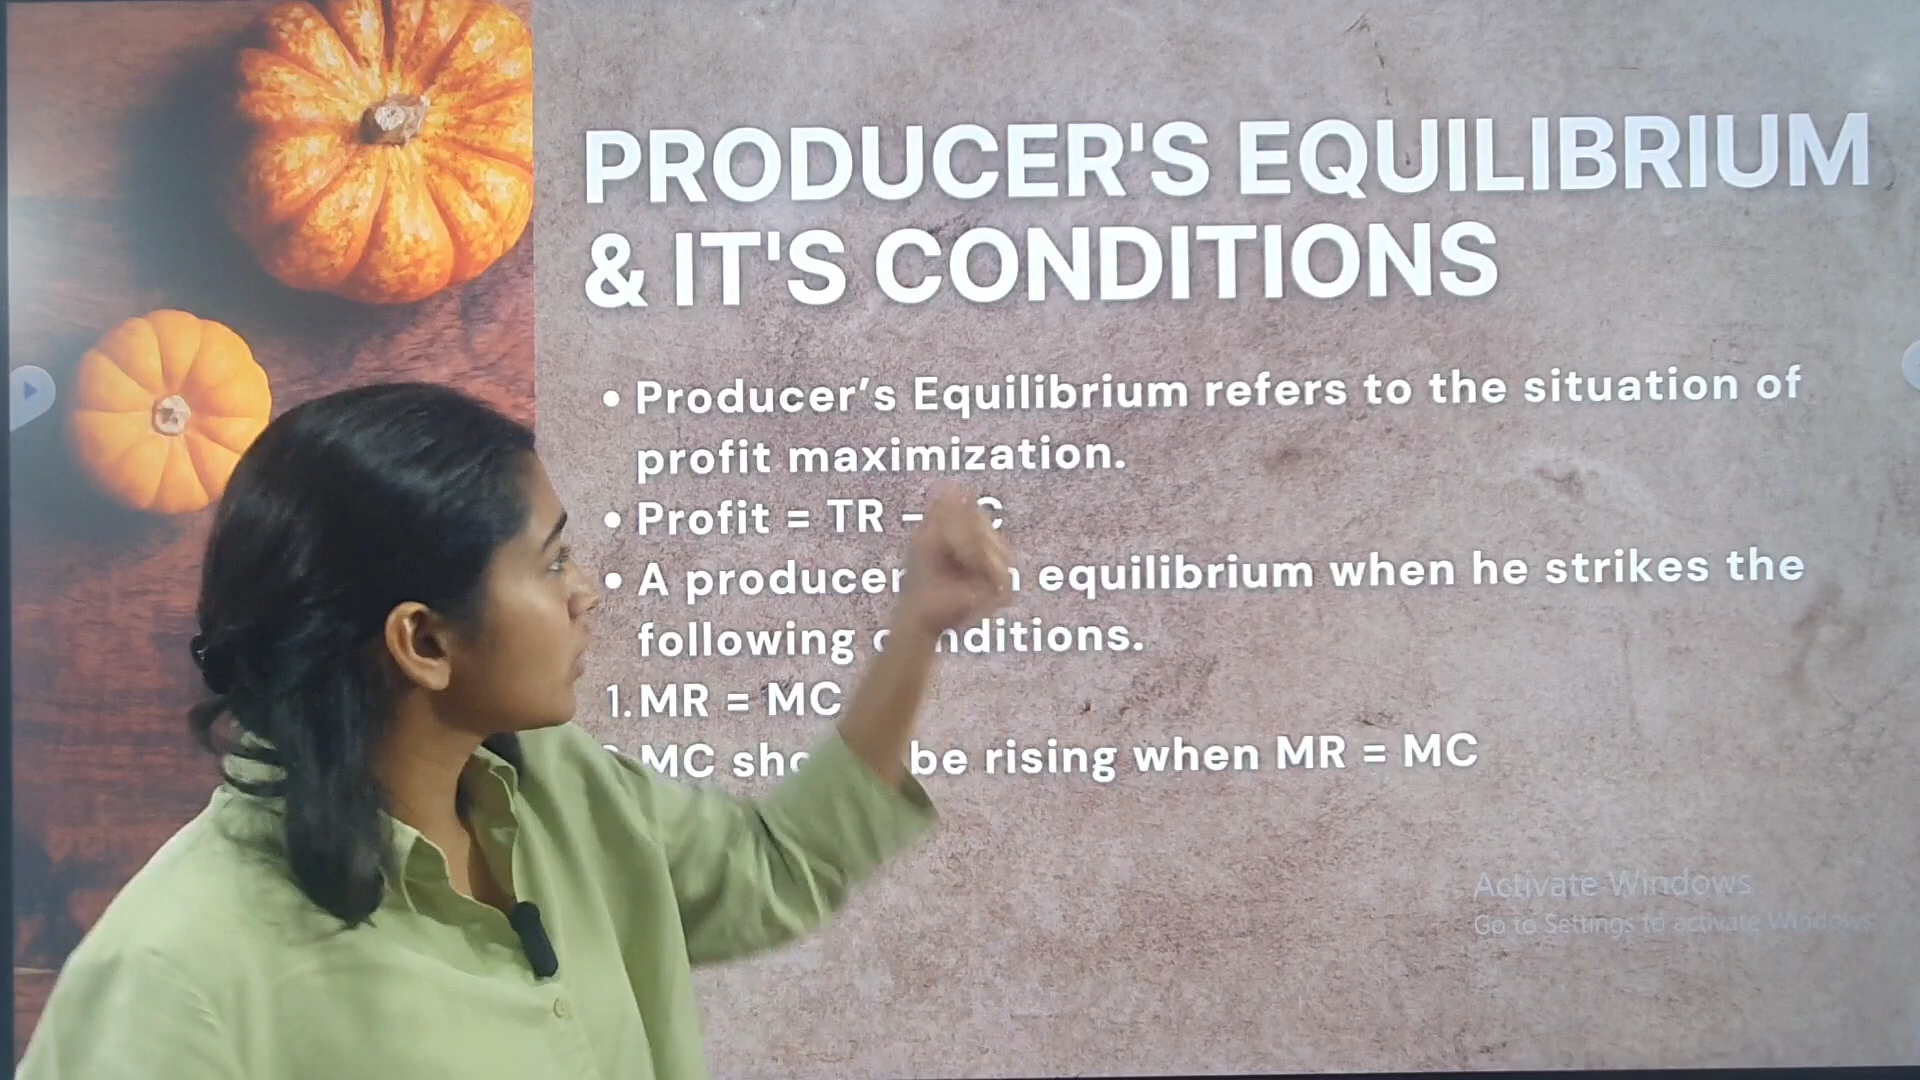 PRODUCER'S EQUILIBRIUM
& IT'S CONDITIONS
• Producer’s Equilibrium refers to the situation of
profit maximization.
• Profit = TR –
• A producer equilibrium when he strikes the
following conditions.
1. MR = MC
MC be rising when MR = MC
Activate Windows
Go to Settings to activate Windows.